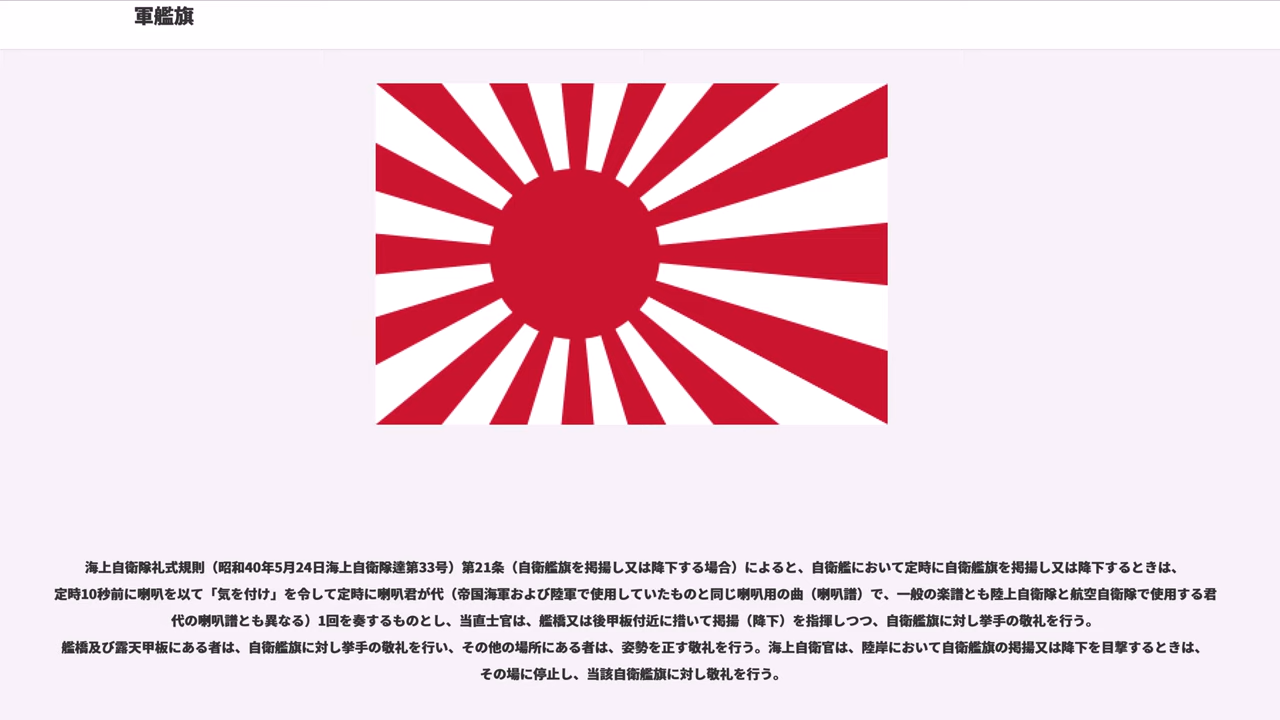 軍艦旗
海上自衛隊礼式規則（昭和40年5月24日海上自衛隊達第33号）第21条（自衛艦旗を掲揚し又は降下する場合）によると、自衛艦において定時に自衛艦旗を掲揚し又は降下するときは、
定時10秒前に喇叭を以て「気を付け」を令して定時に喇叭君が代（帝国海軍および陸軍で使用していたものと同じ喇叭用の曲（喇叭譜）で、一般の楽譜とも陸上自衛隊と航空自衛隊で使用する君
代の喇叭譜とも異なる）1回を奏するものとし、当直士官は、艦橋又は後甲板付近に措いて掲揚（降下）を指揮しつつ、自衛艦旗に対し挙手の敬礼を行う。
艦橋及び露天甲板にある者は、自衛艦旗に対し挙手の敬礼を行い、その他の場所にある者は、姿勢を正す敬礼を行う。海上自衛官は、陸岸において自衛艦旗の掲揚又は降下を目撃するときは、
その場に停止し、当該自衛艦旗に対し敬礼を行う。